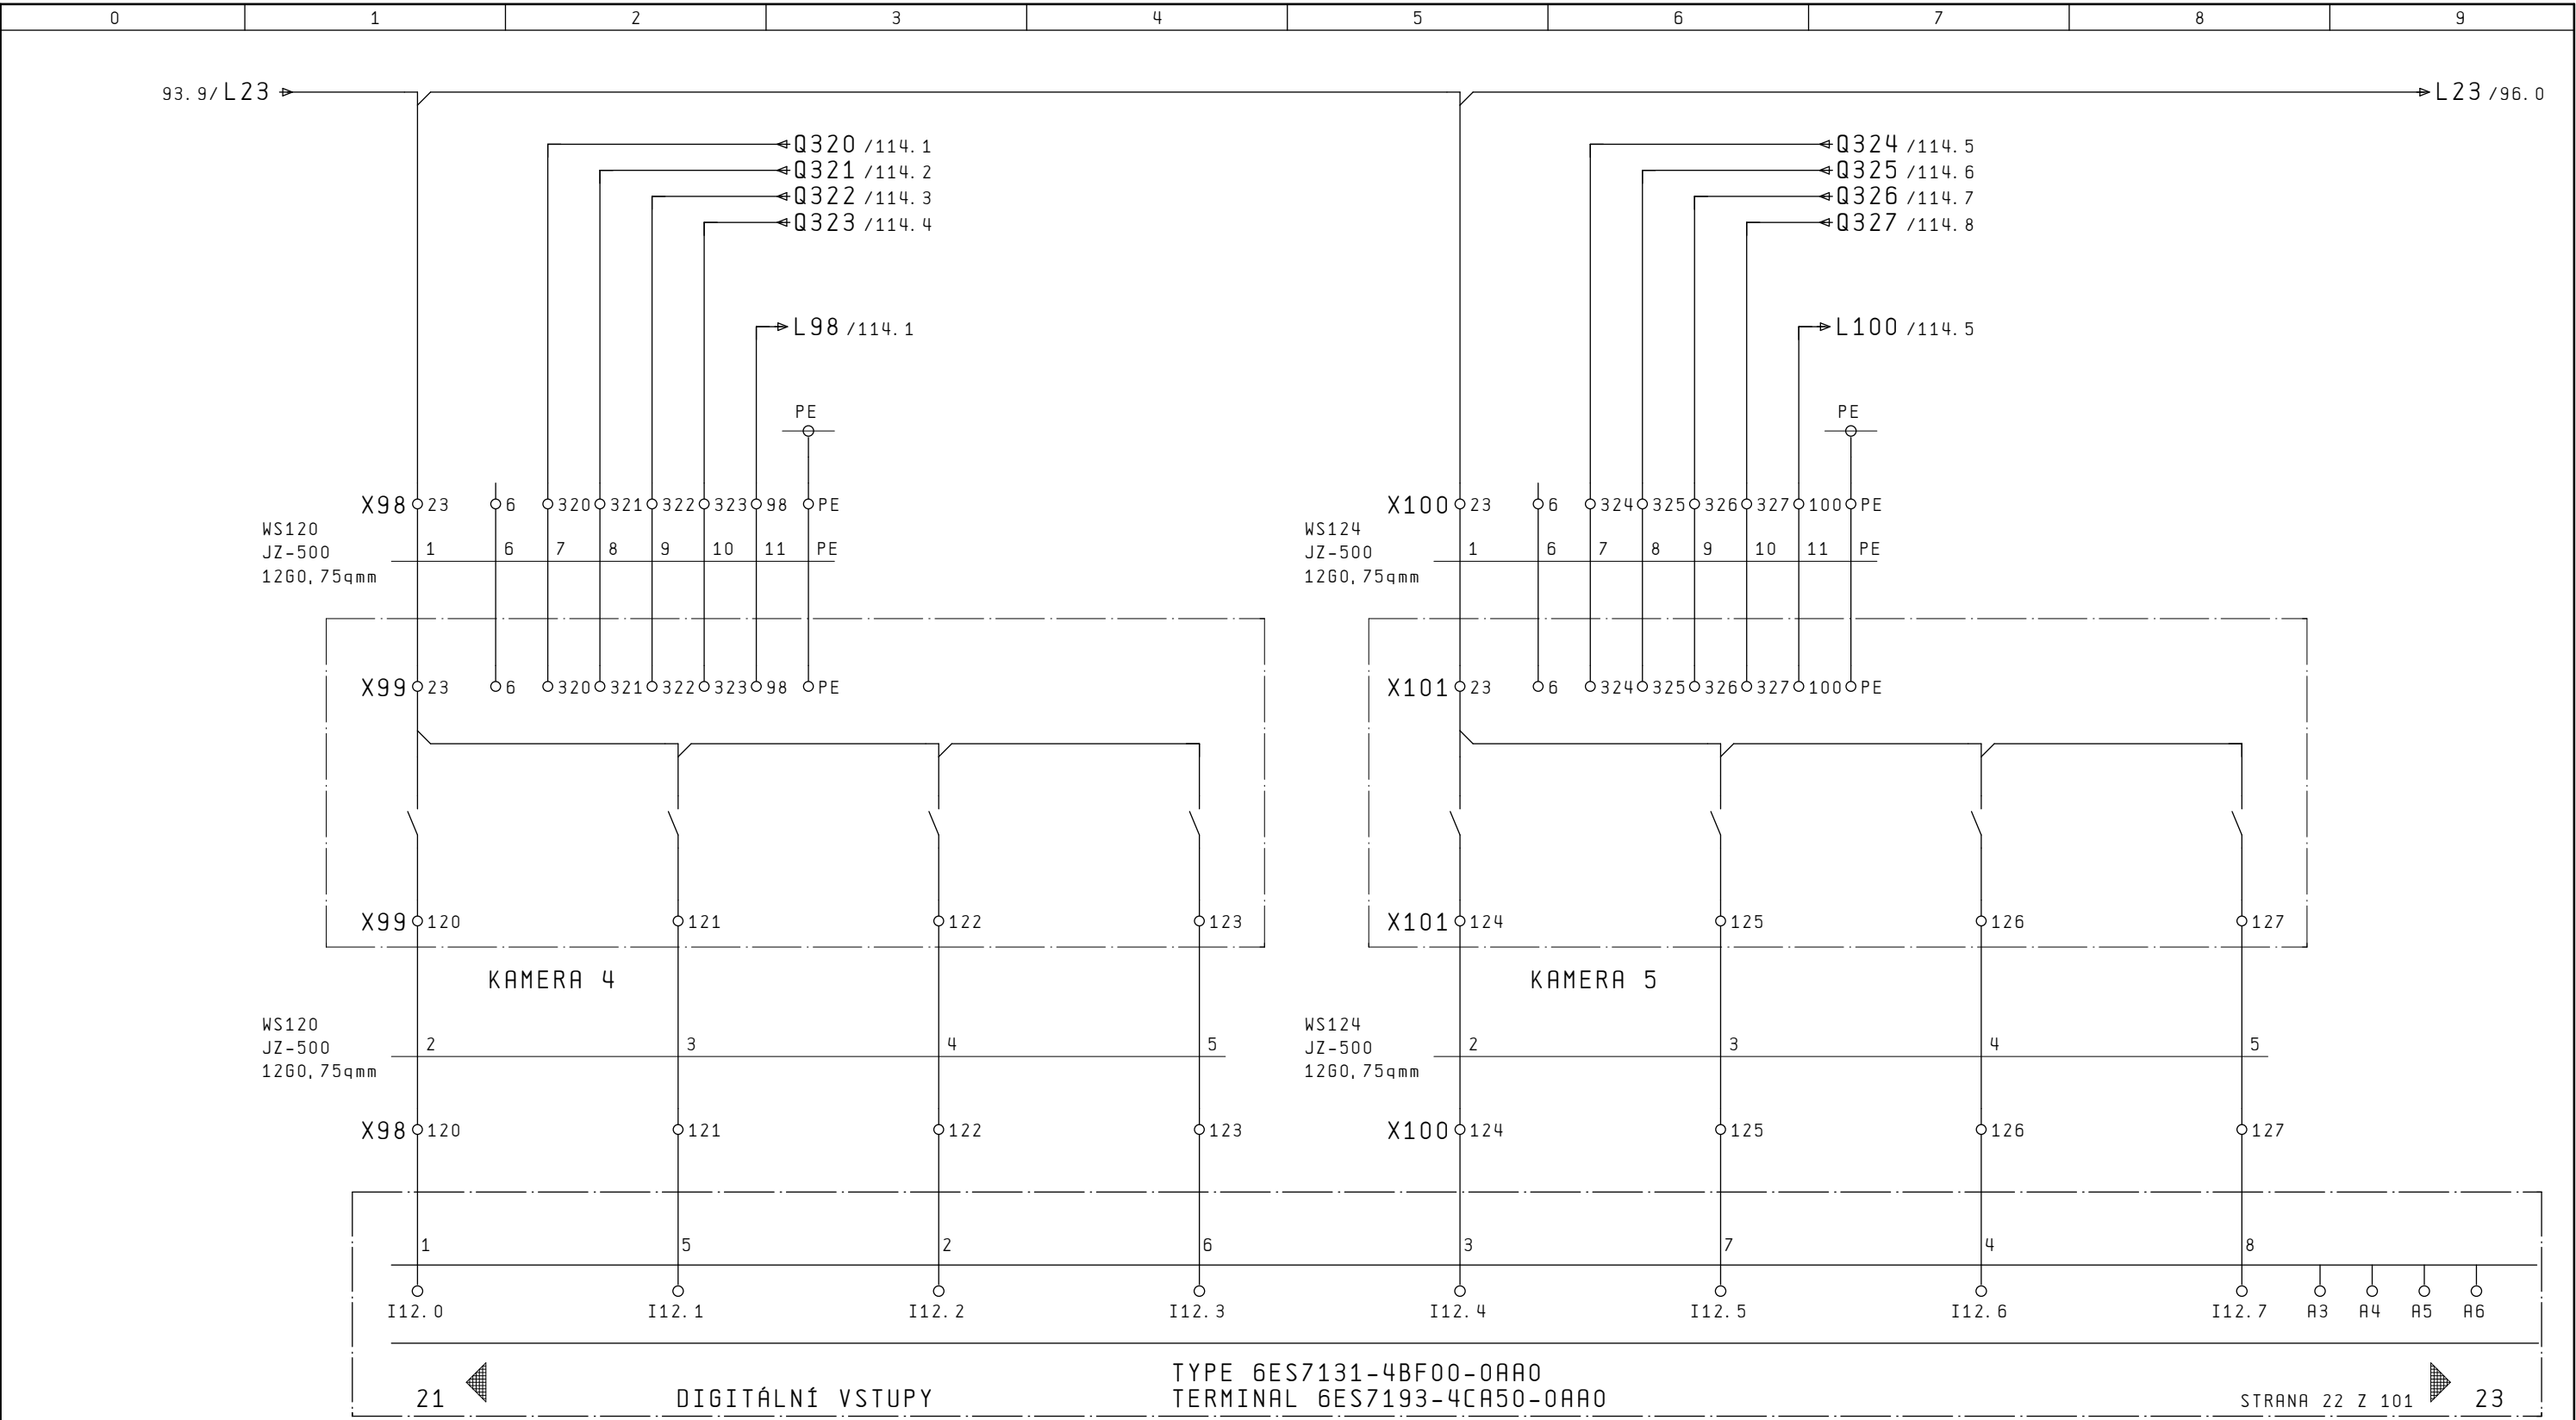 0 1 2 3 4 5 6 7 8 9
93.9/L23 L23/96.0
Q320/114.1 Q324/114.5
Q321/114.2 Q325/114.6
Q322/114.3 Q326/114.7
Q323/114.4 Q327/114.8
L98/114.1 L100/114.5
PE PE
X98 23 6 320 321 322 323 98 PE X100 23 6 324 325 326 327 100 PE
WS120 WS124
JZ-500 1 6 7 8 9 10 11 PE JZ-500 1 6 7 8 9 10 11 PE
12G0,75qmm 12G0,75qmm
X99 23 6 320 321 322 323 98 PE X101 23 6 324 325 326 327 100 PE
X99 120 121 122 123 X101 124 125 126 127
KAMERA 4 KAMERA 5
WS120 WS124
JZ-500 2 3 4 5 JZ-500 2 3 4 5
12G0,75qmm 12G0,75qmm
X98 120 121 122 123 X100 124 125 126 127
1 5 2 6 3 7 4 8
I12.0 I12.1 I12.2 I12.3 I12.4 I12.5 I12.6 I12.7 A3 A4 A5 A6
TYPE 6ES7131-4BF00-0AA0
21 DIGITÁLNÍ VSTUPY TERMINAL 6ES7193-4CA50-0AA0 STRANA 22 Z 101 23